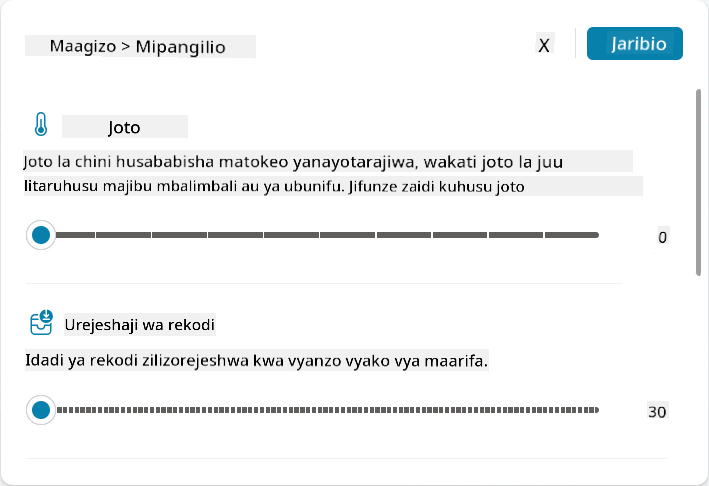 Maagizo > Mipangilio
X
Jaribio
Joto
Joto la chini husababisha matokeo yanayotarajiwa, wakati joto la juu
litaruhusu majibu mbalimbali au ya ubunifu. Jifunze zaidi kuhusu joto
0
Urejeshaji wa rekodi
Idadi ya rekodi zilizorejeshwa kwa vyanzo vyako vya maarifa.
30